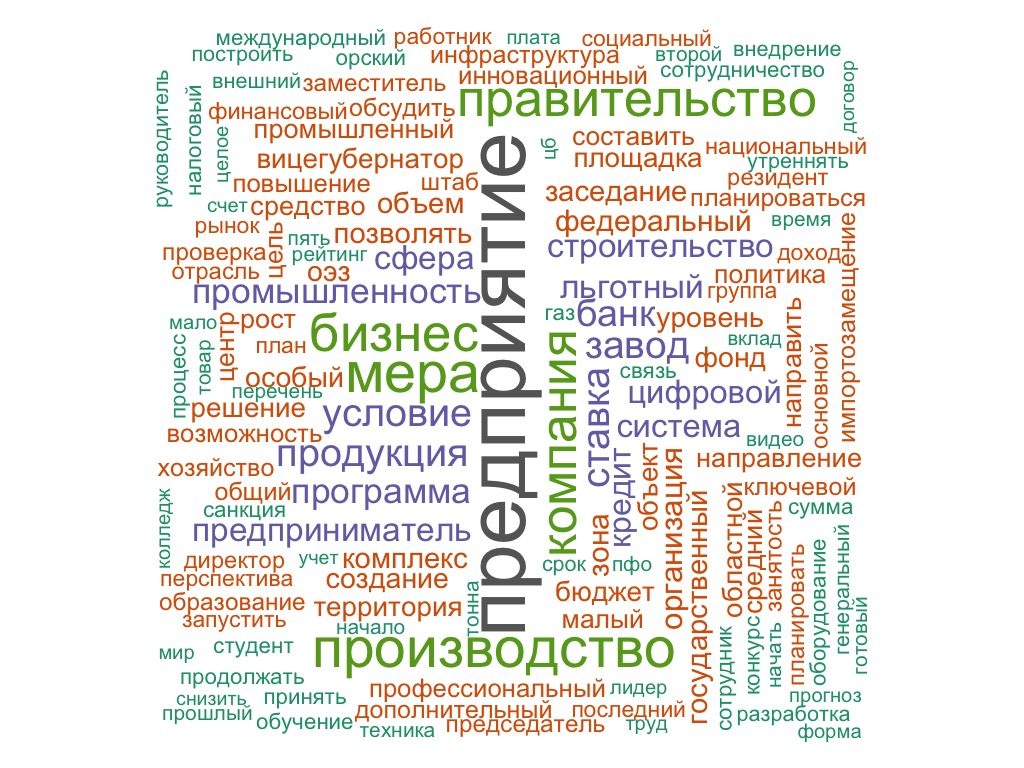 международный работник плата социальный
построить орский инфраструктура второй внедрение
внешний заместитель инновационный сотрудничество
руководитель
налоговый
финансовый обсудить правительство
договор
целое
промышленный
цб
составить национальный
вицегубернатор площадка утреннять
повышение штаб резидент
счет средство объем заседание планироваться
рынок федеральный время
цель
пять позволять
проверка рейтинг сфера строительство доход
отрасль оэз политика
импортозамещение
промышленность льготный группа
предприятие
мало рост газ банк уровень
центр
бизнес
план завод вклад
процесс
товар
особый мера фонд
направить
основной
компания
ставка
связь
перечень цифровой
решение условие
возможность система видео
хозяйство продукция направление
кредит
объект
организация
общий программа ключевой
санкция сумма
колледж
предприниматель
государственный
областной
средний
занятость
зона
директор учет комплекс срок пфо
перспектива создание
планировать
оборудование
генеральный
готовый
бюджет
образование территория
тонна
запустить малый
начало
мир студент производство
сотрудник
конкурс
начать
продолжать
снизить принять профессиональный лидер прогноз
прошлый обучение дополнительный последний разработка
техника председатель труд форма